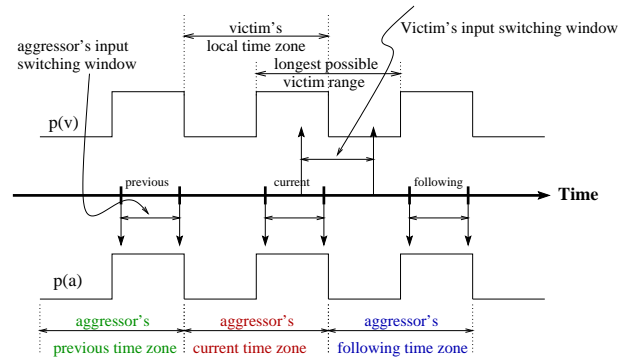 victim's
local time zone
Victim's input switching window
aggressor's input
switching window
longest possible
victim range
p(v)
previous
current
following
Time
p(a)
aggressor's
previous time zone
aggressor's
current time zone
aggressor's
following time zone